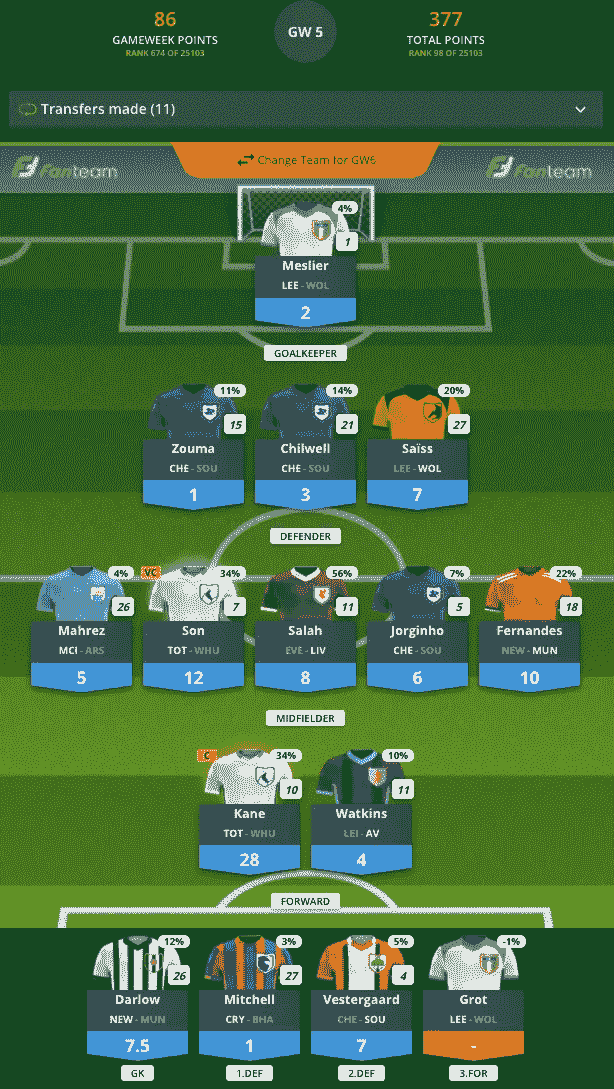 86
GAMEWEEK POINTS
RANK 674 OF 25103
GW 5
377
TOTAL POINTS
RANK 98 OF 25103
Transfers made (11)
Fanteam
Change Team for GW6
Fanteam
4%
1
Meslier
LEE - WOL
2
GOALKEEPER
11%
15
Zouma
CHE - SOU
1
14%
21
Chilwell
CHE - SOU
3
20%
27
Saïss
LEE - WOL
7
DEFENDER
4%
26
Mahrez
MCI - ARS
5
VC
34%
7
Son
TOT - WHU
12
56%
11
Salah
EVE - LIV
8
7%
5
Jorginho
CHE - SOU
6
22%
18
Fernandes
NEW - MUN
10
MIDFIELDER
C
34%
10
Kane
TOT - WHU
28
10%
11
Watkins
LEI - AV
4
FORWARD
12%
26
Darlow
NEW - MUN
7.5
GK
3%
27
Mitchell
CRY - BHA
1
1.DEF
5%
4
Vestergaard
CHE - SOU
7
2.DEF
-1%
Grot
LEE - WOL
-
3.FOR